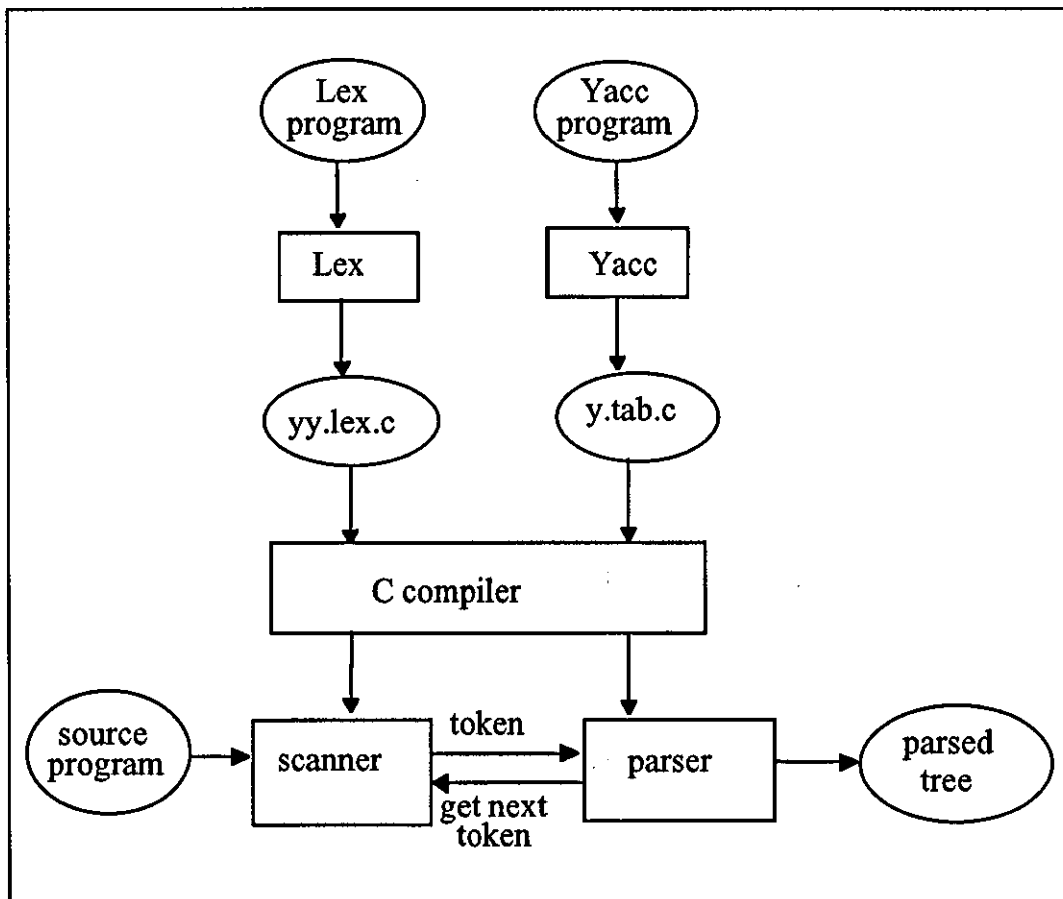 Lex
program
Yacc
program
Lex
Yacc
yy.lex.c
y.tab.c
C compiler
source
program
scanner
token
get next
token
parser
parsed
tree